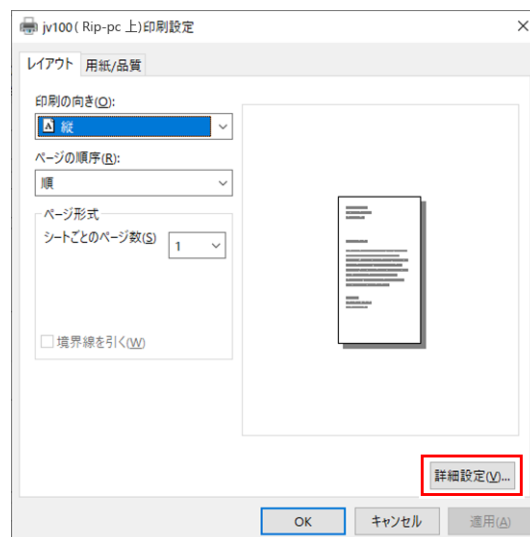 jv100( Rip-pc 上)印刷設定
レイアウト 用紙/品質
印刷の向き(O):
縦
ページの順序(R):
順
ページ形式
シートごとのページ数(S) 1
境界線を引く(W)
詳細設定(V)...
OK キャンセル 適用(A)